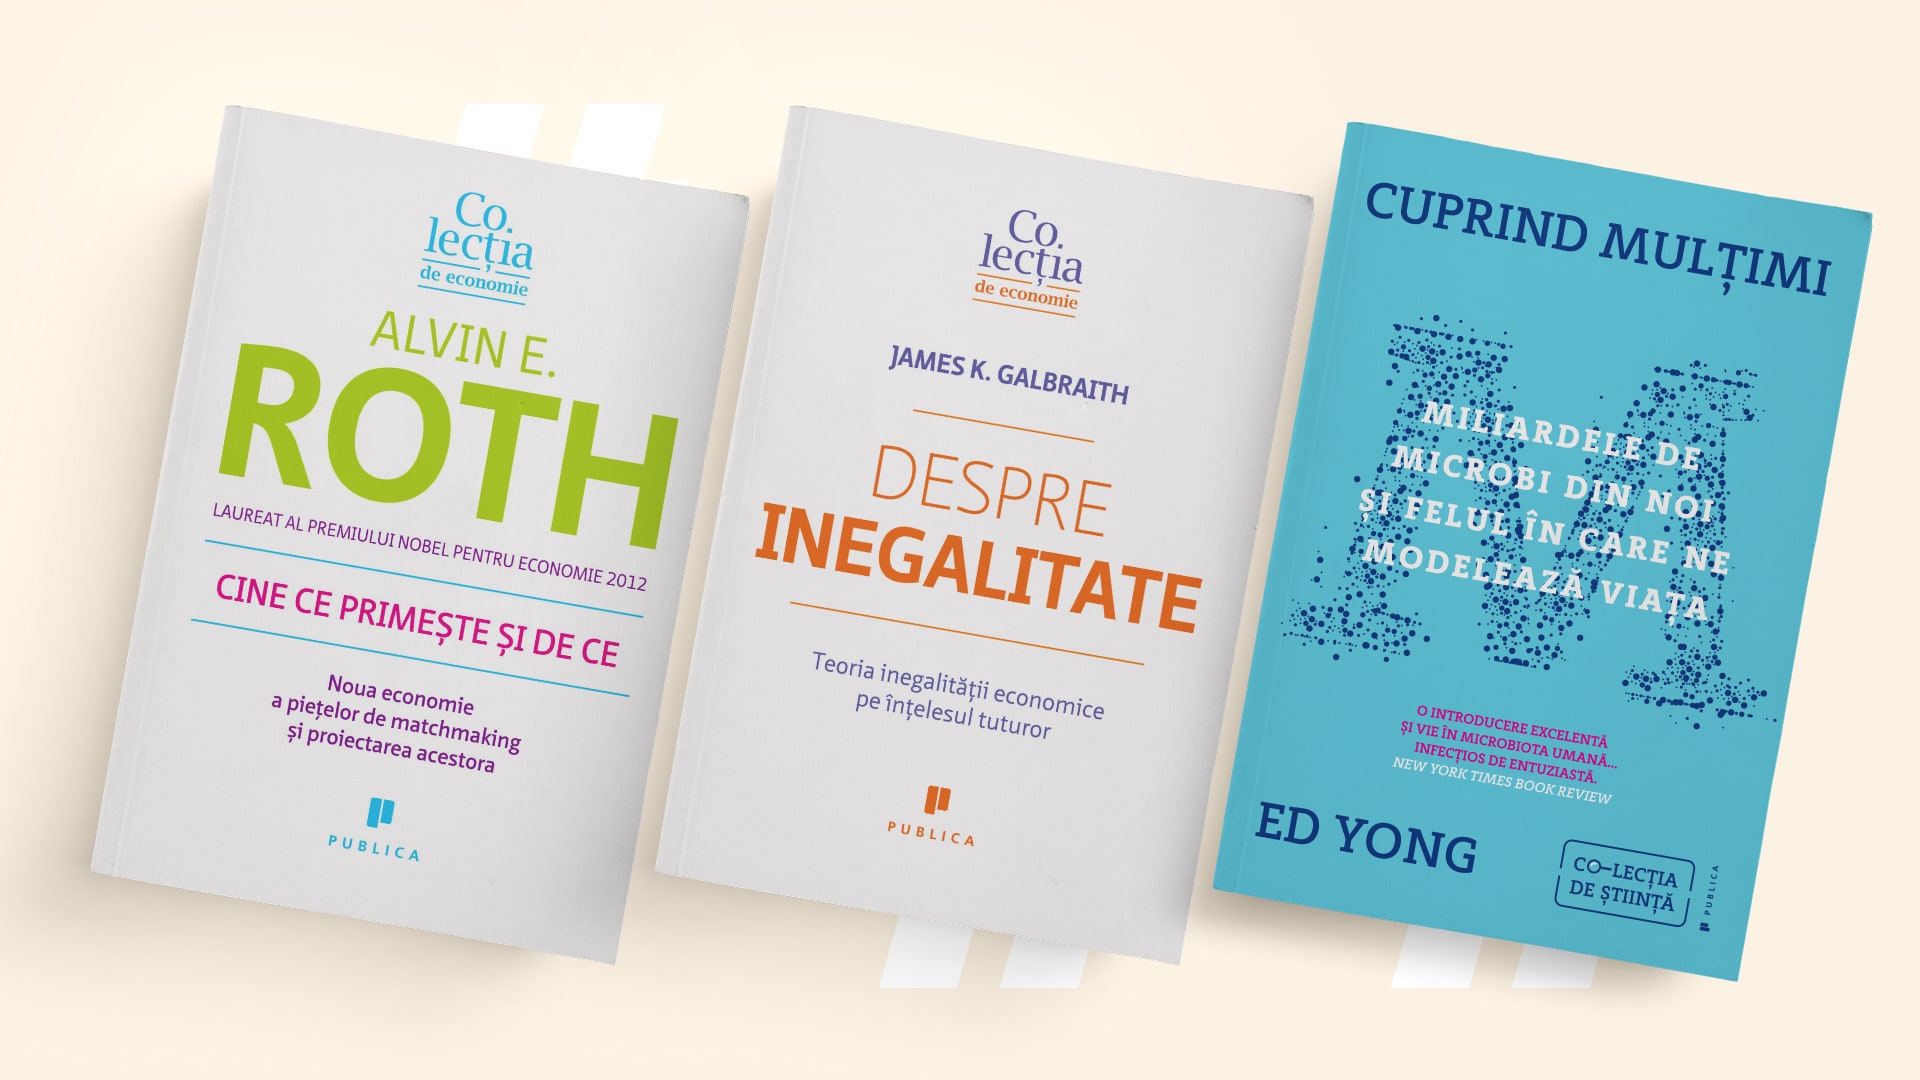 Co.
lecția
de economie
ALVIN E.
ROTH
LAUREAT AL PREMIULUI NOBEL PENTRU ECONOMIE 2012
CINE CE PRIMEȘTE ȘI DE CE
Noua economie
a piețelor de matchmaking
și proiectarea acestora
PUBLICA
Co.
lecția
de economie
JAMES K. GALBRAITH
DESPRE
INEGALITATE
Teoria inegalității economice
pe înțelesul tuturor
PUBLICA
CUPRIND MULȚIMI
M
MILIARDELE DE
MICROBI DIN NOI
ȘI FELUL ÎN CARE NE
MODELEAZĂ VIAȚA
O INTRODUCERE EXCELENTĂ
ȘI VIE ÎN MICROBIOTA UMANĂ...
INFECȚIOS DE ENTUZIASTĂ.
NEW YORK TIMES BOOK REVIEW
ED YONG
CO-LECȚIA
DE ȘTIINȚĂ
PUBLICA